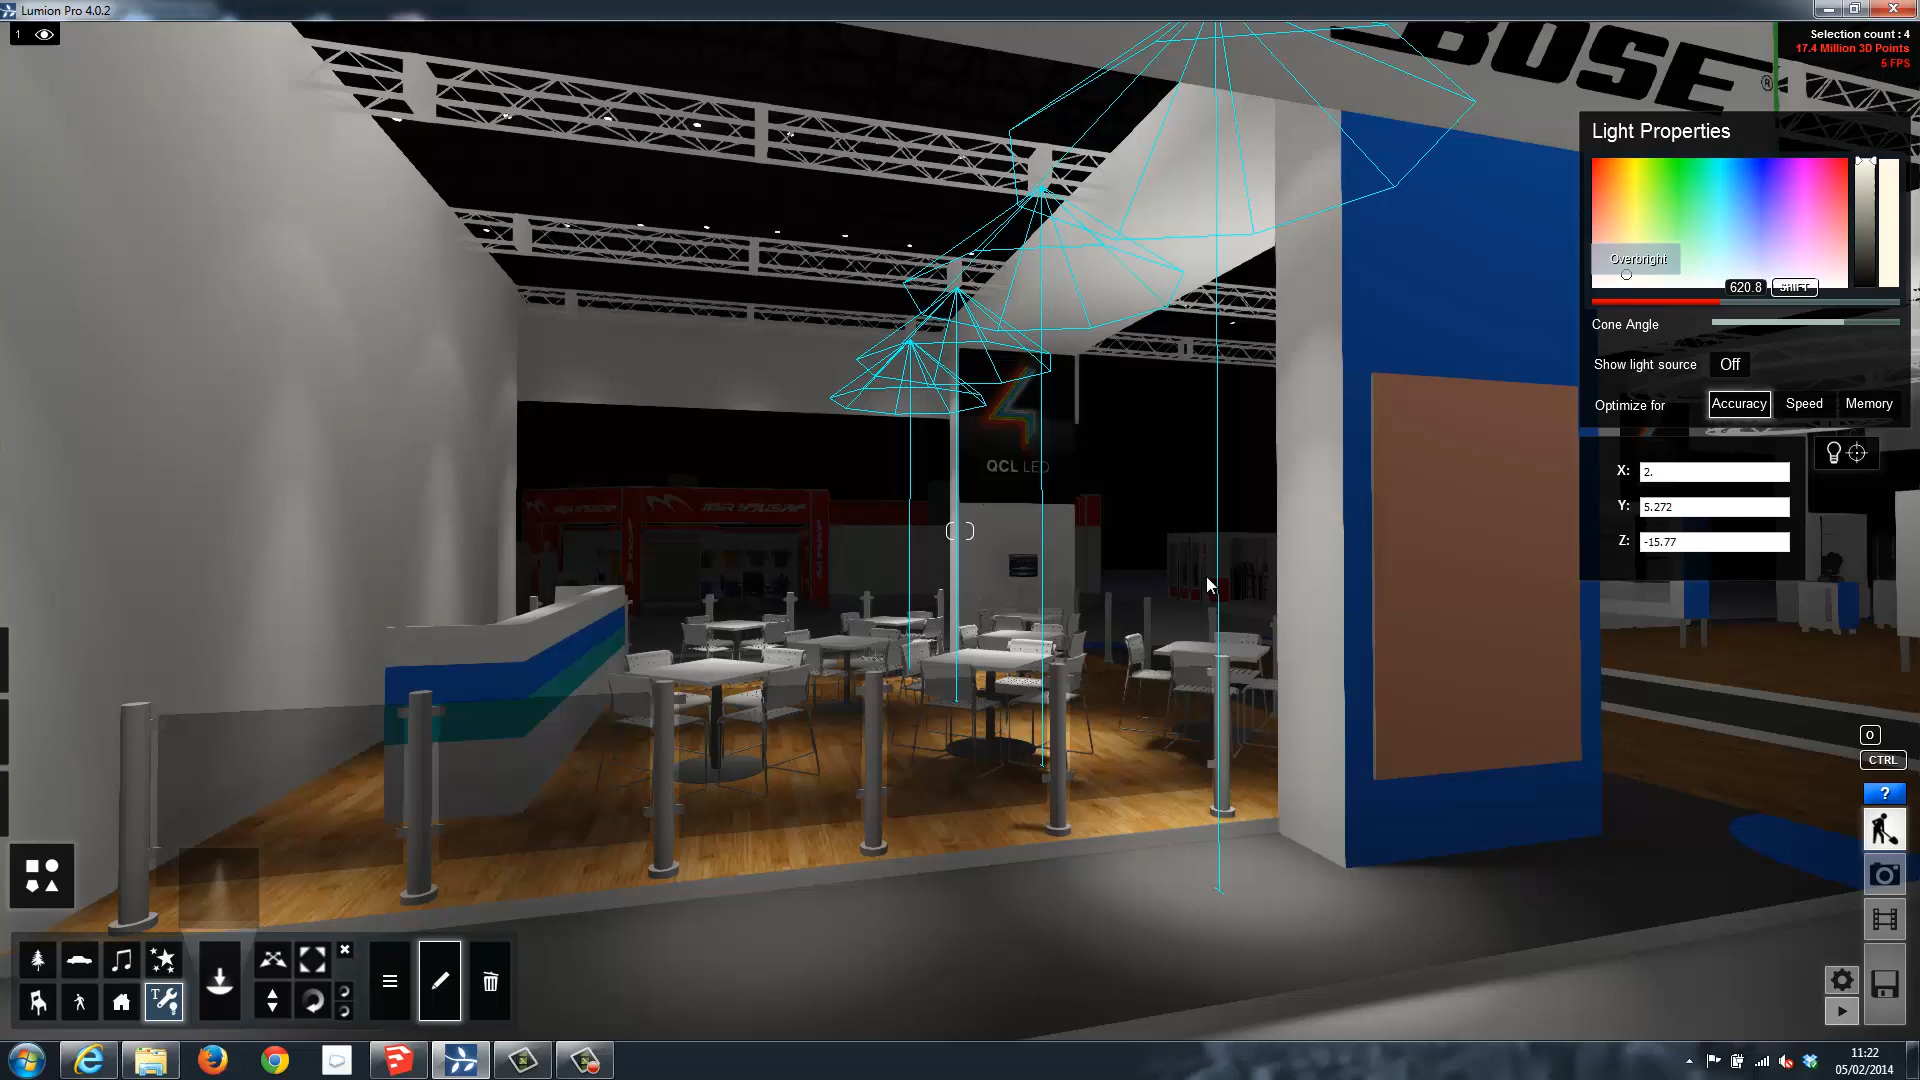 Lumion Pro 4.0.2
1
Selection count : 4
17.4 Million 3D Points
5 FPS
BOSE
®
Light Properties
Overbright
620.8
SHIFT
Cone Angle
Show light source
Off
Optimize for
Accuracy
Speed
Memory
X:
2.
Y:
5.272
Z:
-15.77
QCL LED
O
CTRL
?
T
11:22
05/02/2014